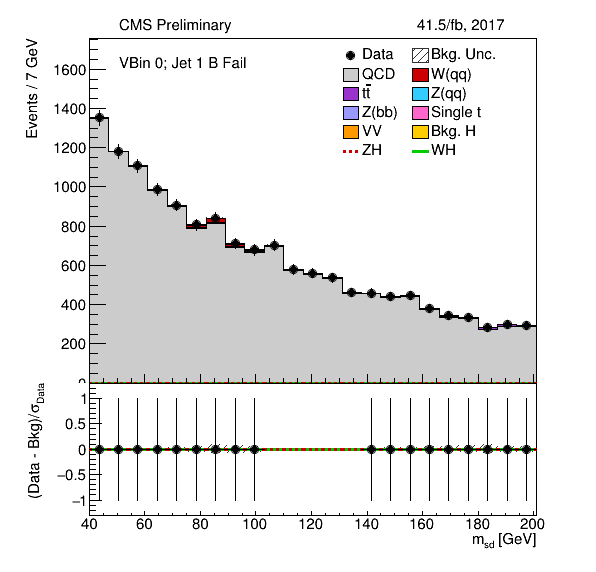 CMS Preliminary 41.5/fb, 2017
Events / 7 GeV
VBin 0; Jet 1 B Fail
Data
Bkg. Unc.
QCD
W(qq)
tt̅
Z(qq)
Z(bb)
Single t
VV
Bkg. H
ZH
WH
1600
1400
1200
1000
800
600
400
200
0
(Data - Bkg)/σData
1
0.5
0
−0.5
−1
40 60 80 100 120 140 160 180 200
msd [GeV]